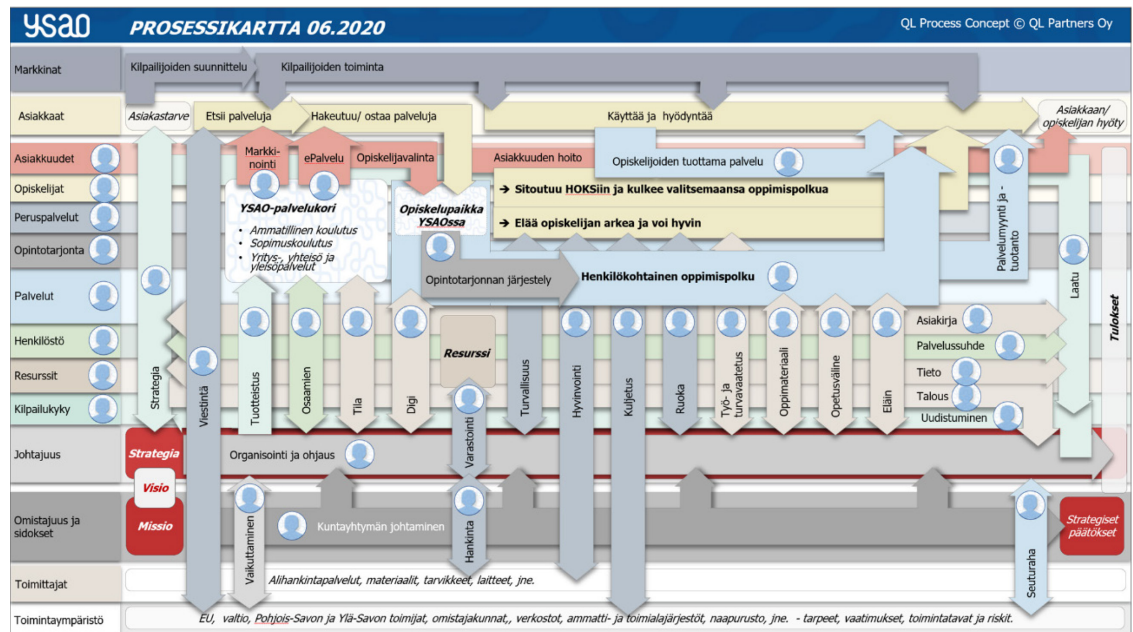 ysao
PROSESSIKARTTA 06.2020
QL Process Concept © QL Partners Oy
Markkinat
Kilpailijoiden suunnittelu
Kilpailijoiden toiminta
Asiakkaat
Asiakastarve
Etsii palveluja
Hakeutuu/ ostaa palveluja
Käyttää ja hyödyntää
Asiakkaan/
opiskelijan hyöty
Asiakkuudet
Markki-
nointi
ePalvelu
Opiskelijavalinta
Asiakkuuden hoito
Opiskelijoiden tuottama palvelu
Opiskelijat
Peruspalvelut
Opintotarjonta
Palvelut
Henkilöstö
Resurssit
Kilpailukyky
YSAO-palvelukori
• Ammatillinen koulutus
• Sopimuskoulutus
• Yritys-, yhteisö ja
yleisöpalvelut
Opiskelupaikka
YSAOssa
➔ Sitoutuu HOKSiin ja kulkee valitsemaansa oppimispolkua
➔ Elää opiskelijan arkea ja voi hyvin
Opintotarjonnan järjestely
Henkilökohtainen oppimispolku
Palvelumyynti ja -
tuotanto
Laatu
Tulokset
Strategia
Viestintä
Tuotteistus
Osaamien
Tila
Digi
Resurssi
Varastointi
Turvallisuus
Hyvinvointi
Kuljetus
Ruoka
Työ- ja
turvavaatetus
Oppimateriaali
Opetusväline
Eläin
Asiakirja
Palvelussuhde
Tieto
Talous
Uudistuminen
Johtajuus
Strategia
Organisointi ja ohjaus
Visio
Omistajuus ja
sidokset
Missio
Vaikuttaminen
Kuntayhtymän johtaminen
Hankinta
Seuturaha
Strategiset
päätökset
Toimittajat
Alihankintapalvelut, materiaalit, tarvikkeet, laitteet, jne.
Toimintaympäristö
EU, valtio, Pohjois-Savon ja Ylä-Savon toimijat, omistajakunnat,, verkostot, ammatti- ja toimialajärjestöt, naapurusto, jne. - tarpeet, vaatimukset, toimintatavat ja riskit.